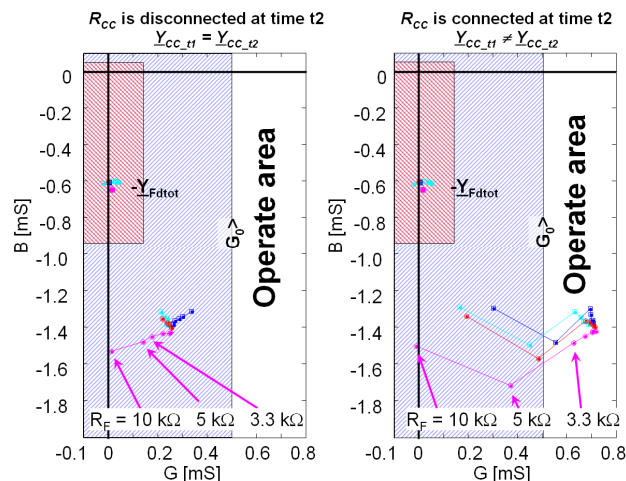 R_CC is disconnected at time t2
Y_CC_t1 = Y_CC_t2
0
-0.2
-0.4
-0.6
-0.8
-1.0
-1.2
-1.4
-1.6
-1.8
B [mS]
-Y_Fdtot
G_0>
Operate area
R_F = 10 kΩ 5 kΩ 3.3 kΩ
-0.1 0 0.2 0.4 0.6 0.8
G [mS]
R_CC is connected at time t2
Y_CC_t1 ≠ Y_CC_t2
0
-0.2
-0.4
-0.6
-0.8
-1.0
-1.2
-1.4
-1.6
-1.8
B [mS]
-Y_Fdtot
G_0>
Operate area
R_F = 10 kΩ 5 kΩ 3.3 kΩ
-0.1 0 0.2 0.4 0.6 0.8
G [mS]